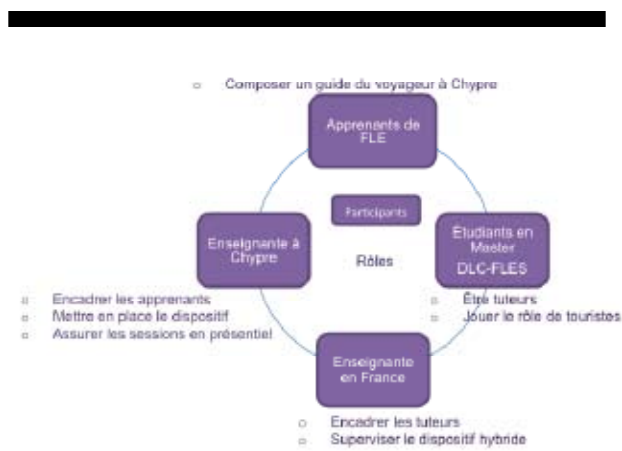 Composer un guide du voyageur à Chypre
Apprenants de
FLE
Participants
Rôles
Enseignante à
Chypre
Étudiants en
Master
DLC-FLES
Encadrer les apprenants
Mettre en place le dispositif
Assurer les sessions en présentiel
Être tuteurs
Jouer le rôle de touristes
Enseignante
en France
Encadrer les tuteurs
Superviser le dispositif hybride